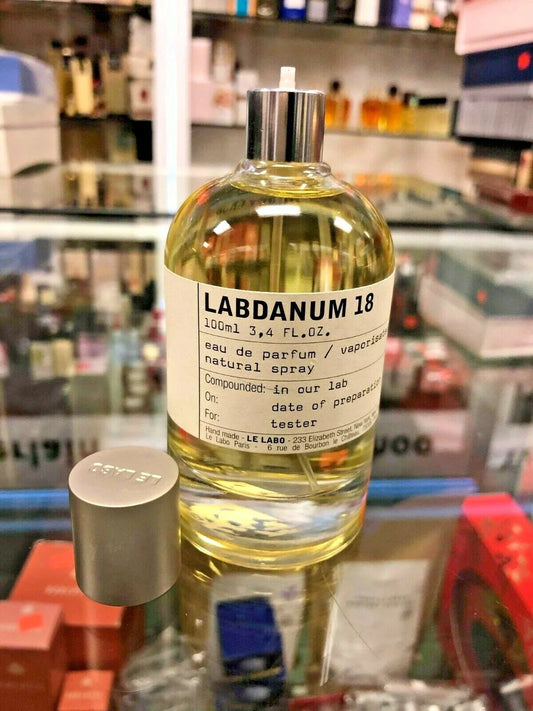 LABDANUM 18
100ml 3,4 FL.OZ.
eau de parfum /
natural spray
Compounded: in our lab
On: date of preparation
For: tester
Hand made - LE LABO - 233 Elizabeth Street, New York,
Le Labo Paris - 6 rue de Bourbon le Château,
LE LABO